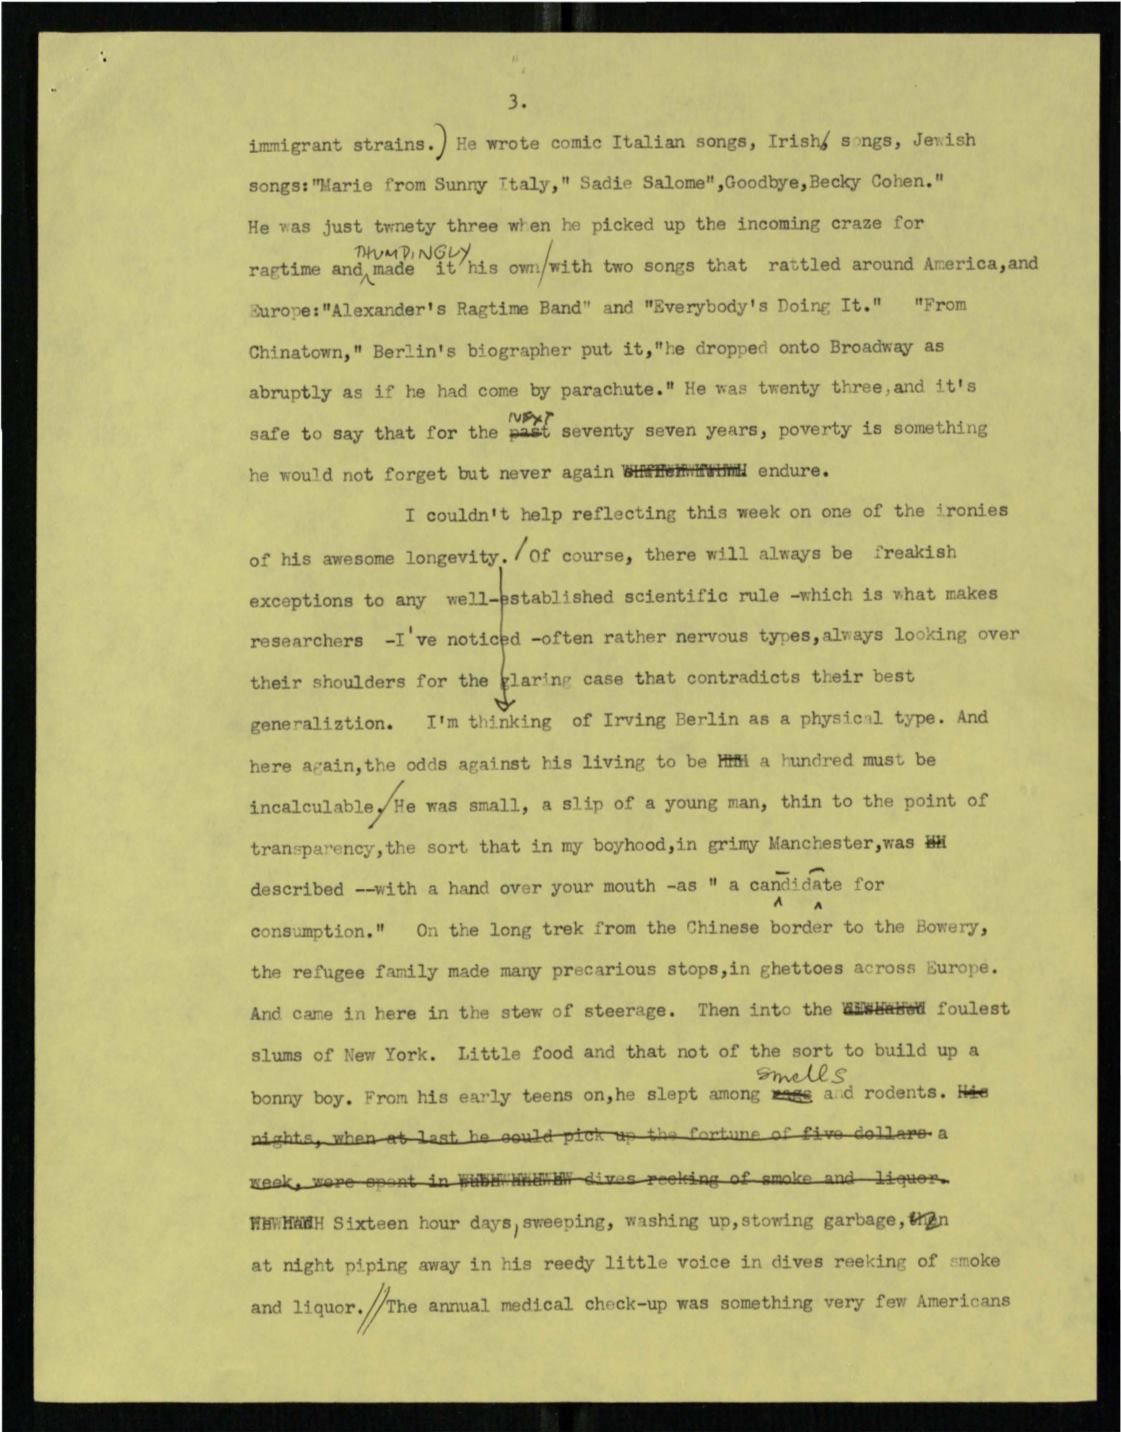 3.
immigrant strains.) He wrote comic Italian songs, Irish songs, Jewish
songs:"Marie from Sunny Italy," Sadie Salome",Goodbye,Becky Cohen."
He was just twnety three when he picked up the incoming craze for
THUMPINGLY
ragtime and made it his own/with two songs that rattled around America,and
Europe:"Alexander's Ragtime Band" and "Everybody's Doing It." "From
Chinatown," Berlin's biographer put it,"he dropped onto Broadway as
abruptly as if he had come by parachute." He was twenty three,and it's
NEXT
safe to say that for the past seventy seven years, poverty is something
he would not forget but never again endure.
I couldn't help reflecting this week on one of the ironies
of his awesome longevity./Of course, there will always be freakish
exceptions to any well-established scientific rule -which is what makes
researchers -I've noticed -often rather nervous types,always looking over
their shoulders for the glaring case that contradicts their best
generaliztion. I'm thinking of Irving Berlin as a physical type. And
here again,the odds against his living to be a hundred must be
incalculable./He was small, a slip of a young man, thin to the point of
transparency,the sort that in my boyhood,in grimy Manchester,was
described --with a hand over your mouth -as " a candidate for
consumption." On the long trek from the Chinese border to the Bowery,
the refugee family made many precarious stops,in ghettoes across Europe.
And came in here in the stew of steerage. Then into the foulest
slums of New York. Little food and that not of the sort to build up a
smells
bonny boy. From his early teens on,he slept among rags and rodents. His
nights, when at last he could pick up the fortune of five dollars a
week, were spent in dives reeking of smoke and liquor.
Sixteen hour days,sweeping, washing up,stowing garbage,then
at night piping away in his reedy little voice in dives reeking of smoke
and liquor.//The annual medical check-up was something very few Americans